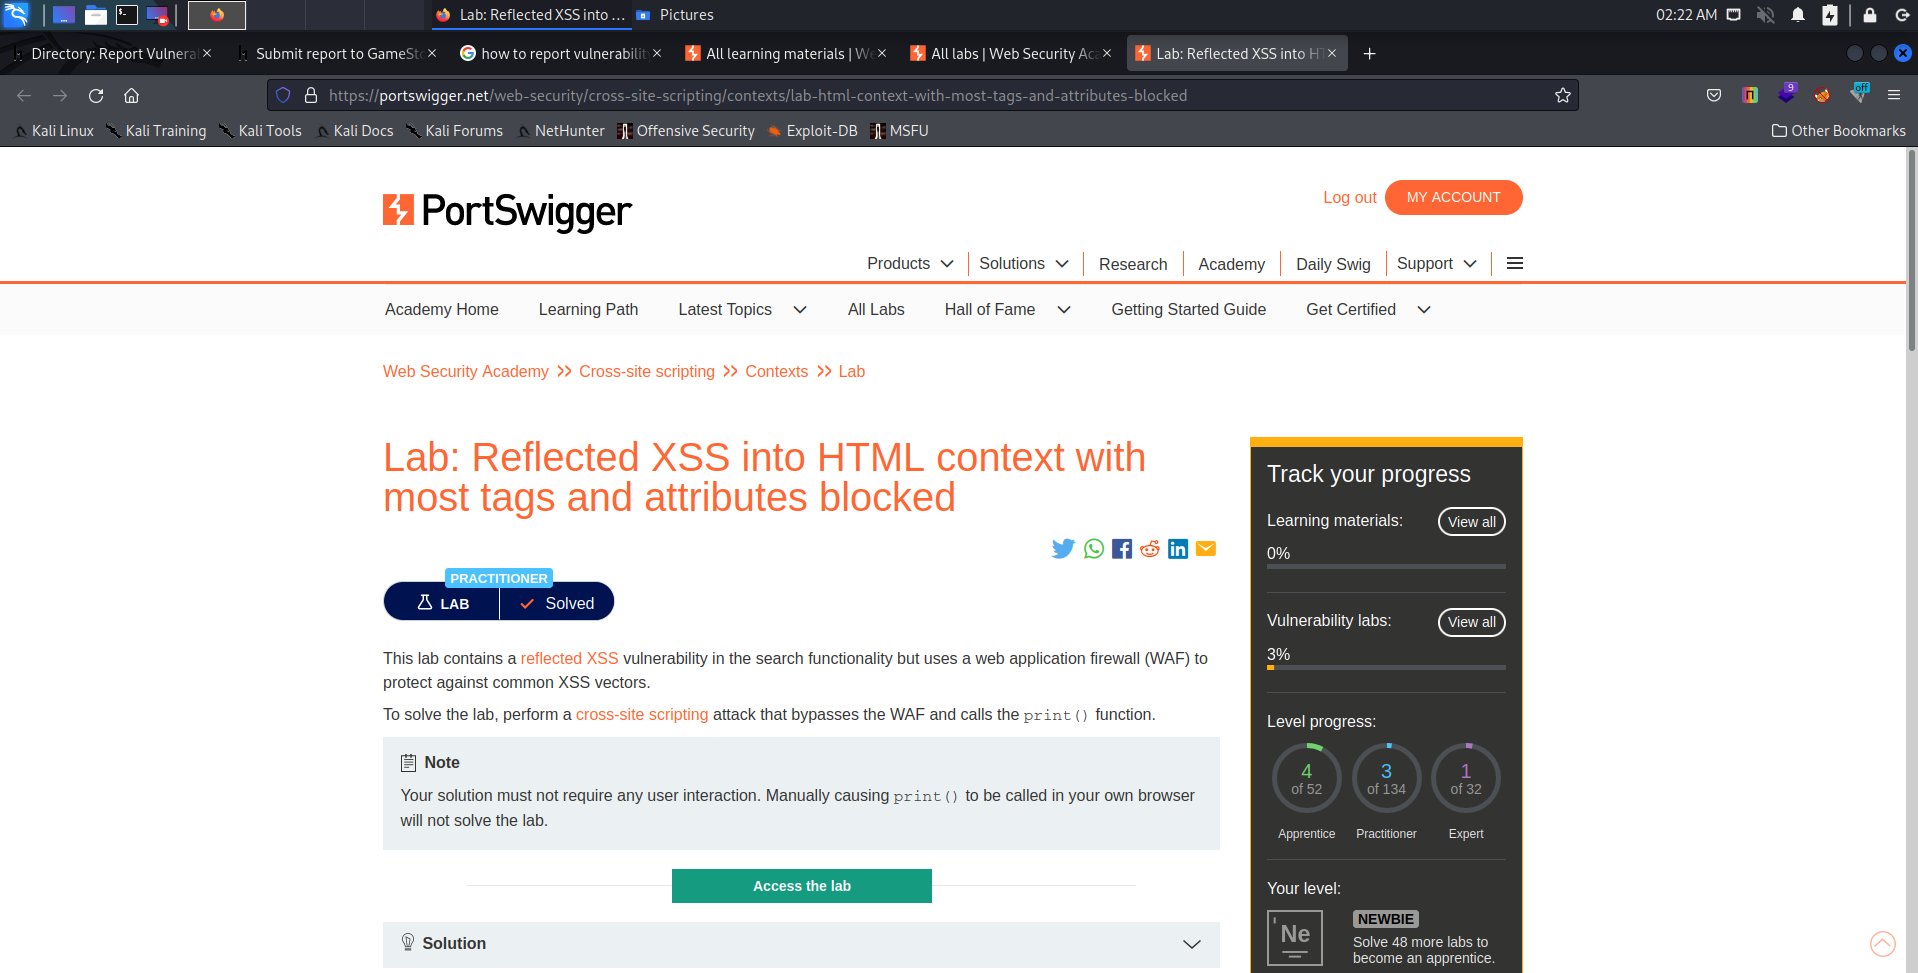 Lab: Reflected XSS into ...
Pictures
02:22 AM
Directory: Report Vulnera
Submit report to GameSto
how to report vulnerabilit
All learning materials | We
All labs | Web Security Aca
Lab: Reflected XSS into HT
https://portswigger.net/web-security/cross-site-scripting/contexts/lab-html-context-with-most-tags-and-attributes-blocked
9
off
Kali Linux
Kali Training
Kali Tools
Kali Docs
Kali Forums
NetHunter
Offensive Security
Exploit-DB
MSFU
Other Bookmarks
PortSwigger
Log out
MY ACCOUNT
Products
Solutions
Research
Academy
Daily Swig
Support
Academy Home
Learning Path
Latest Topics
All Labs
Hall of Fame
Getting Started Guide
Get Certified
Web Security Academy
Cross-site scripting
Contexts
Lab
Lab: Reflected XSS into HTML context with
most tags and attributes blocked
PRACTITIONER
LAB
Solved
This lab contains a reflected XSS vulnerability in the search functionality but uses a web application firewall (WAF) to
protect against common XSS vectors.
To solve the lab, perform a cross-site scripting attack that bypasses the WAF and calls the print() function.
Note
Your solution must not require any user interaction. Manually causing print() to be called in your own browser
will not solve the lab.
Access the lab
Solution
Track your progress
Learning materials:
View all
0%
Vulnerability labs:
View all
3%
Level progress:
4
of 52
3
of 134
1
of 32
Apprentice
Practitioner
Expert
Your level:
Ne
NEWBIE
Solve 48 more labs to
become an apprentice.